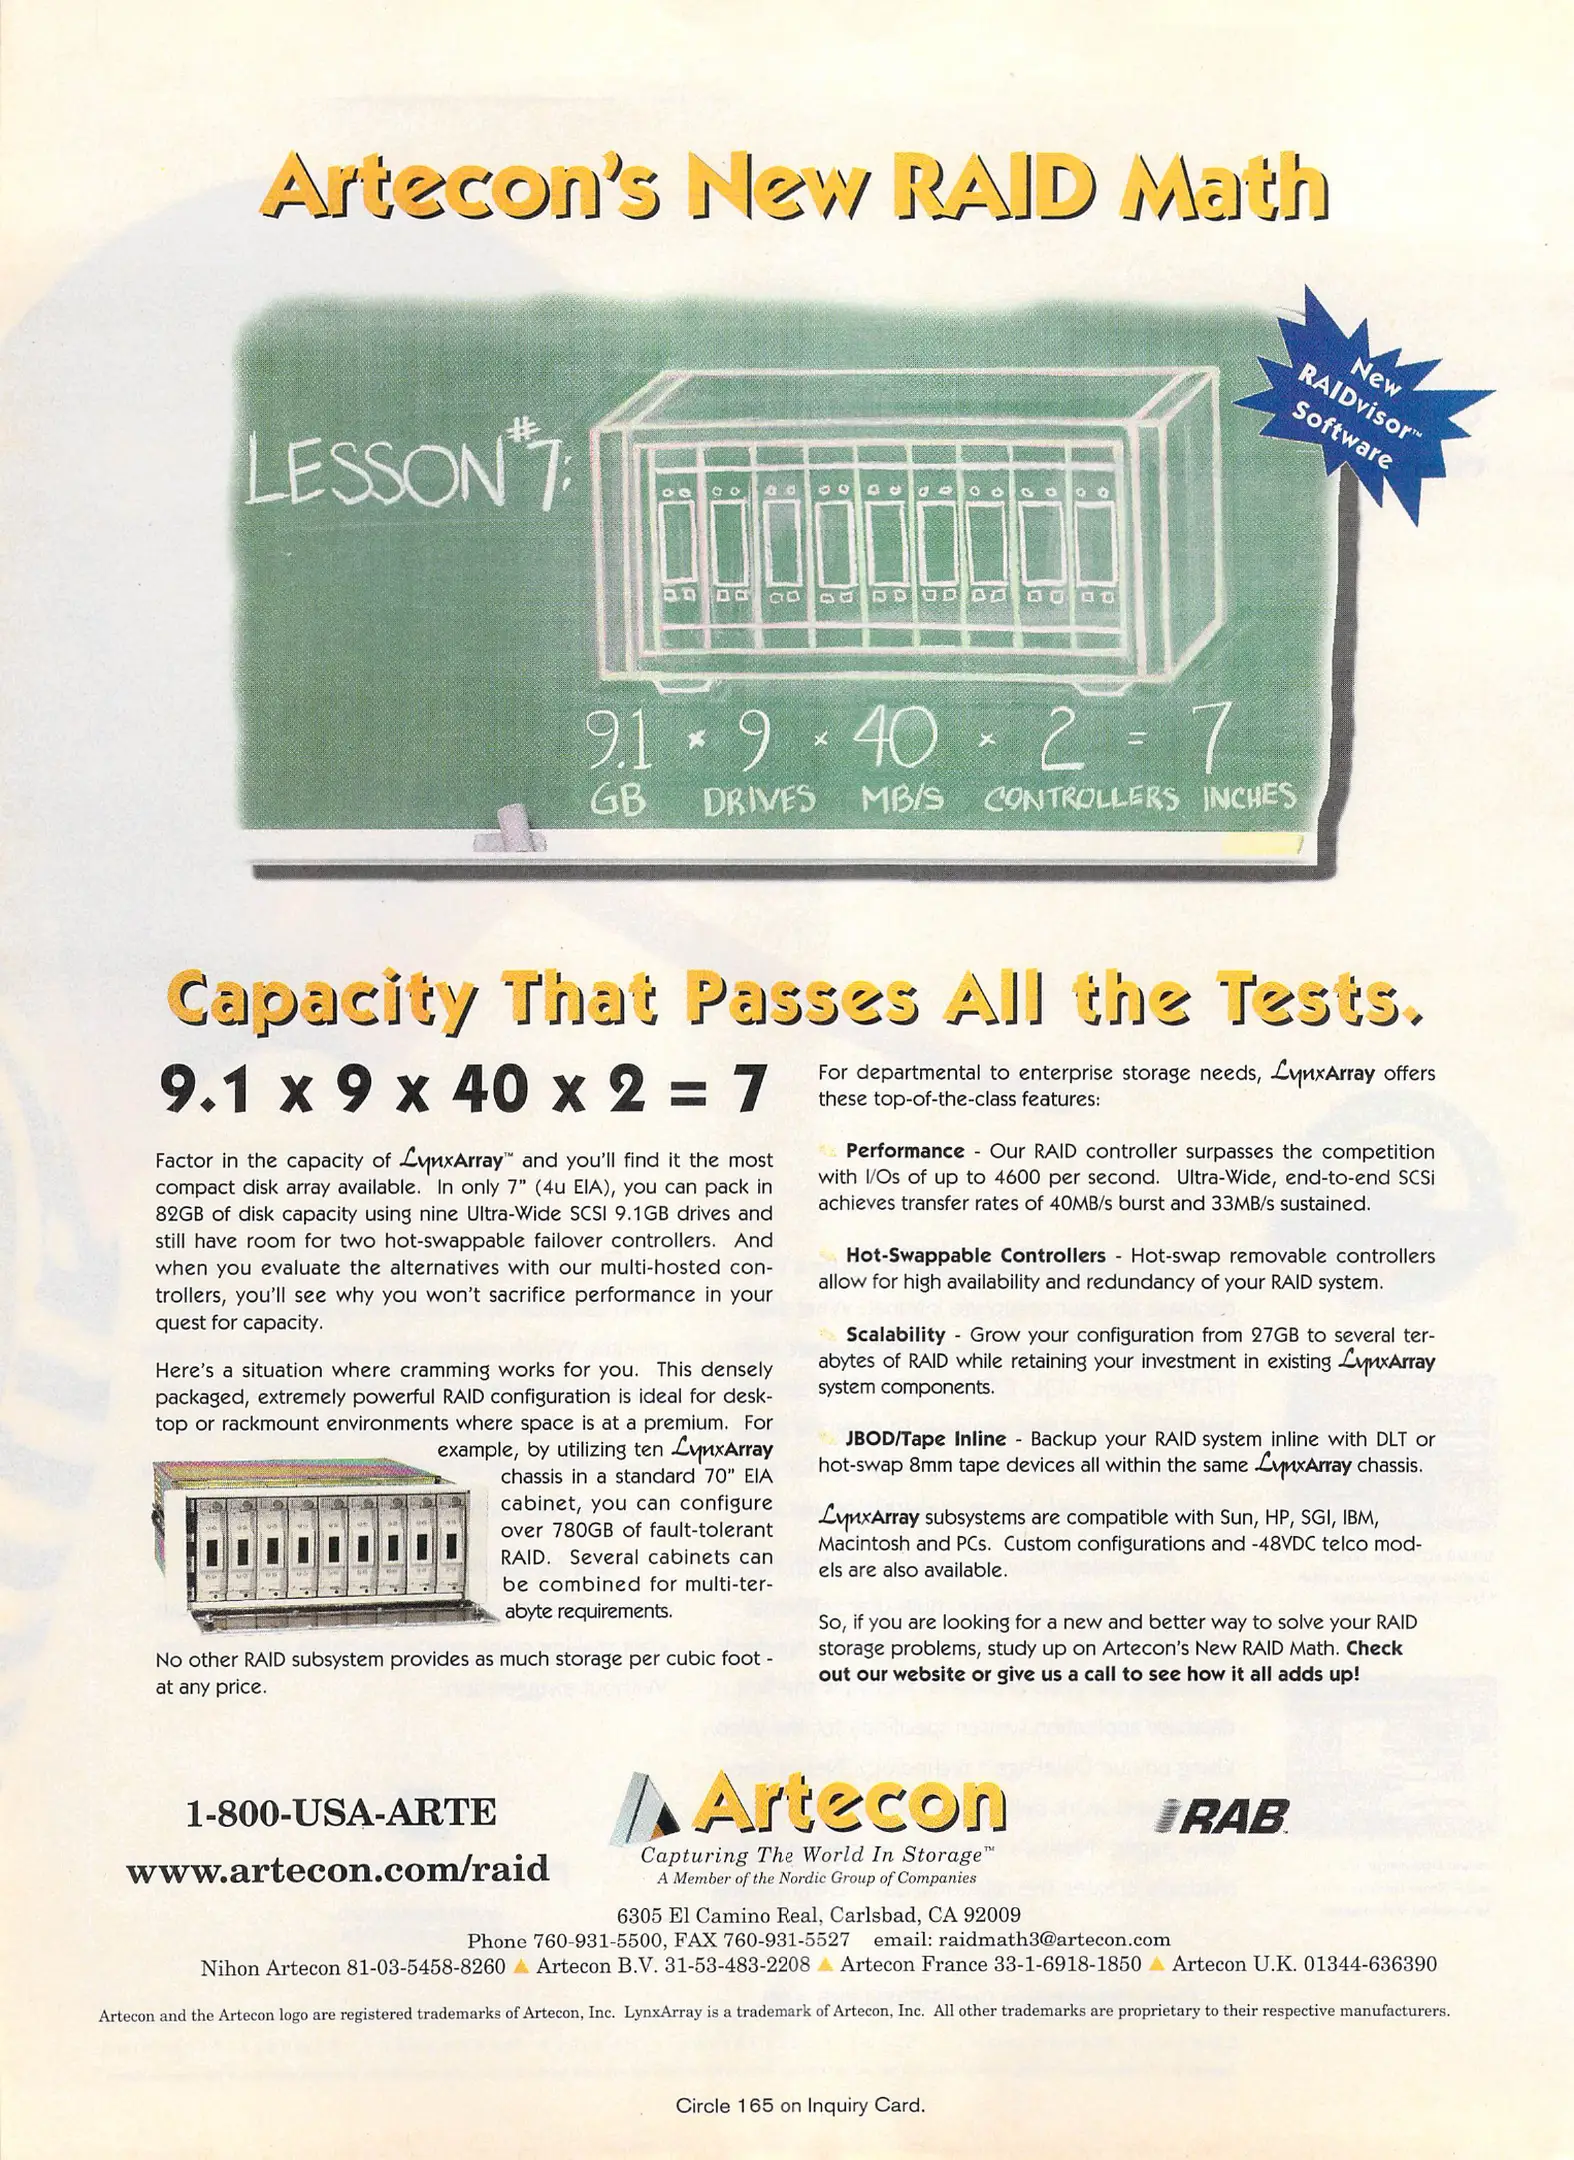 Artecon's New RAID Math
New
RAIDvisor™
Software
LESSON #7:
9.1 x 9 x 40 x 2 = 7
GB DRIVES MB/S CONTROLLERS INCHES
Capacity That Passes All the Tests.
9.1 x 9 x 40 x 2 = 7
Factor in the capacity of LynxArray™ and you'll find it the most
compact disk array available. In only 7" (4u EIA), you can pack in
82GB of disk capacity using nine Ultra-Wide SCSI 9.1GB drives and
still have room for two hot-swappable failover controllers. And
when you evaluate the alternatives with our multi-hosted con-
trollers, you'll see why you won't sacrifice performance in your
quest for capacity.
Here's a situation where cramming works for you. This densely
packaged, extremely powerful RAID configuration is ideal for desk-
top or rackmount environments where space is at a premium. For
example, by utilizing ten LynxArray
chassis in a standard 70" EIA
cabinet, you can configure
over 780GB of fault-tolerant
RAID. Several cabinets can
be combined for multi-ter-
abyte requirements.
No other RAID subsystem provides as much storage per cubic foot -
at any price.
For departmental to enterprise storage needs, LynxArray offers
these top-of-the-class features:
Performance - Our RAID controller surpasses the competition
with I/Os of up to 4600 per second. Ultra-Wide, end-to-end SCSi
achieves transfer rates of 40MB/s burst and 33MB/s sustained.
Hot-Swappable Controllers - Hot-swap removable controllers
allow for high availability and redundancy of your RAID system.
Scalability - Grow your configuration from 27GB to several ter-
abytes of RAID while retaining your investment in existing LynxArray
system components.
JBOD/Tape Inline - Backup your RAID system inline with DLT or
hot-swap 8mm tape devices all within the same LynxArray chassis.
LynxArray subsystems are compatible with Sun, HP, SGI, IBM,
Macintosh and PCs. Custom configurations and -48VDC telco mod-
els are also available.
So, if you are looking for a new and better way to solve your RAID
storage problems, study up on Artecon's New RAID Math. Check
out our website or give us a call to see how it all adds up!
1-800-USA-ARTE
www.artecon.com/raid
Artecon
Capturing The World In Storage™
A Member of the Nordic Group of Companies
RAB
6305 El Camino Real, Carlsbad, CA 92009
Phone 760-931-5500, FAX 760-931-5527 email: raidmath3@artecon.com
Nihon Artecon 81-03-5458-8260 ▲ Artecon B.V. 31-53-483-2208 ▲ Artecon France 33-1-6918-1850 ▲ Artecon U.K. 01344-636390
Artecon and the Artecon logo are registered trademarks of Artecon, Inc. LynxArray is a trademark of Artecon, Inc. All other trademarks are proprietary to their respective manufacturers.
Circle 165 on Inquiry Card.